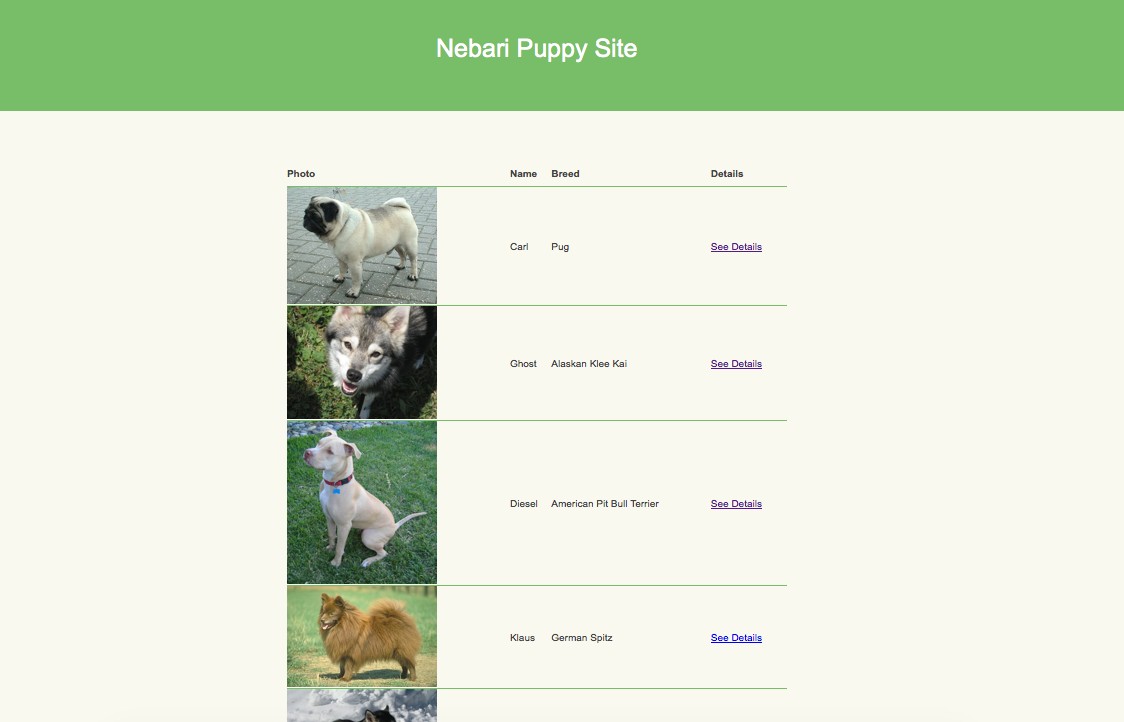 Nebari Puppy Site
Photo Name Breed Details
Carl Pug See Details
Ghost Alaskan Klee Kai See Details
Diesel American Pit Bull Terrier See Details
Klaus German Spitz See Details